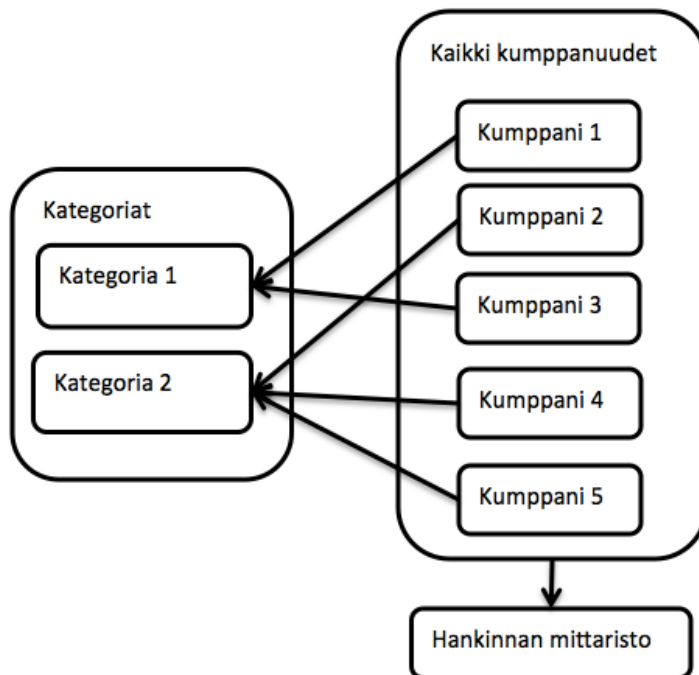 Kaikki kumppanuudet
Kumppani 1
Kumppani 2
Kumppani 3
Kumppani 4
Kumppani 5
Kategoriat
Kategoria 1
Kategoria 2
Hankinnan mittaristo